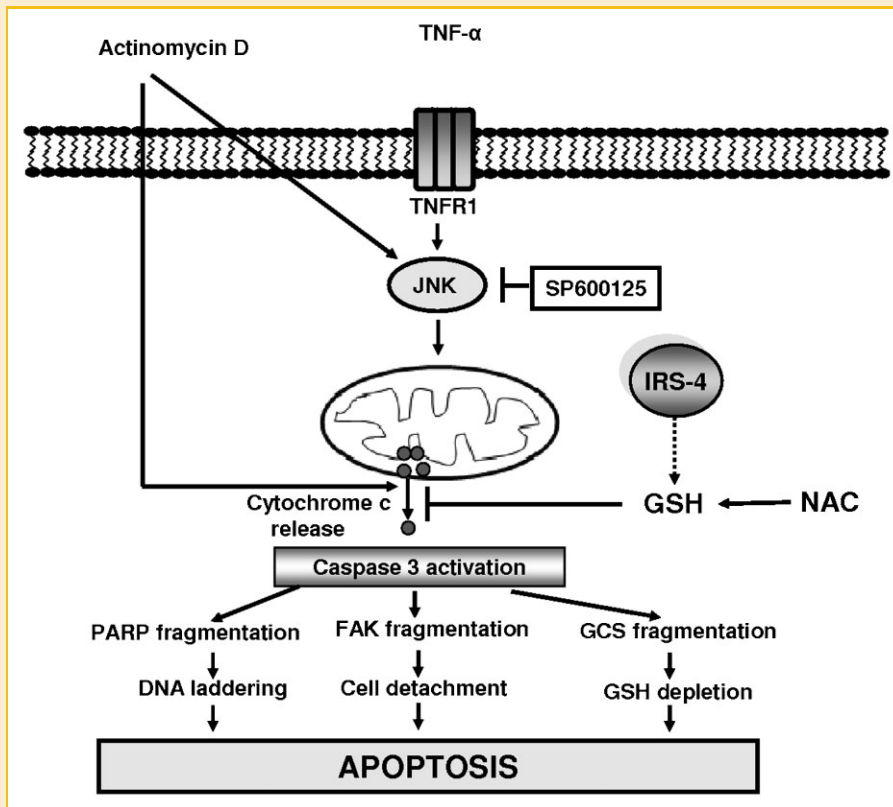 TNF-α
Actinomycin D
TNFR1
JNK
SP600125
IRS-4
Cytochrome c
release
GSH
NAC
Caspase 3 activation
PARP fragmentation
FAK fragmentation
GCS fragmentation
DNA laddering
Cell detachment
GSH depletion
APOPTOSIS